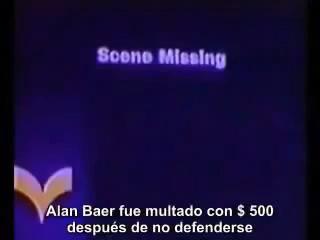 Scene Missing
Alan Baer fue multado con $ 500
después de no defenderse